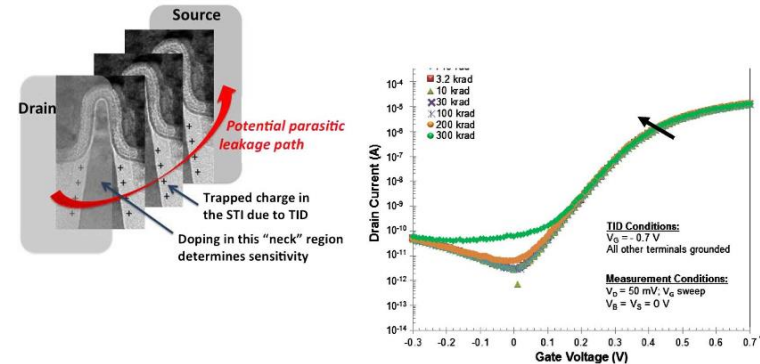 Source
Drain
Potential parasitic
leakage path
Trapped charge in
the STI due to TID
Doping in this “neck” region
determines sensitivity
3.2 krad
10 krad
30 krad
100 krad
200 krad
300 krad
Drain Current (A)
10⁻⁴
10⁻⁵
10⁻⁶
10⁻⁷
10⁻⁸
10⁻⁹
10⁻¹⁰
10⁻¹¹
10⁻¹²
10⁻¹³
10⁻¹⁴
TID Conditions:
V_G = - 0.7 V
All other terminals grounded
Measurement Conditions:
V_D = 50 mV; V_G sweep
V_B = V_S = 0 V
-0.3 -0.2 -0.1 0 0.1 0.2 0.3 0.4 0.5 0.6 0.7
Gate Voltage (V)